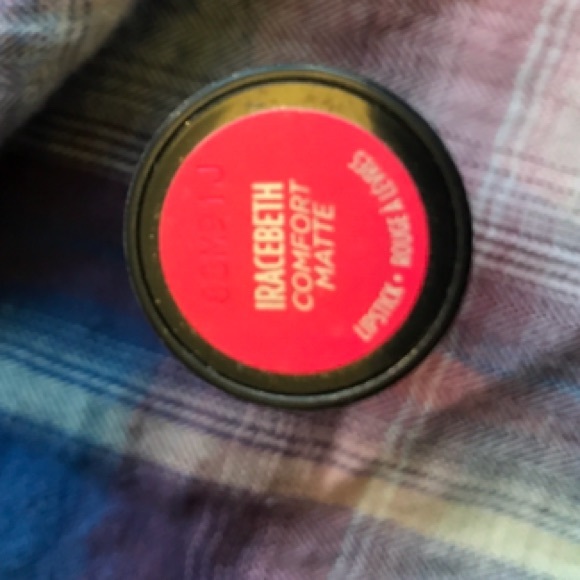 IRACEBETH
COMFORT
MATTE
LIPSTICK • ROUGE À LÈVRES